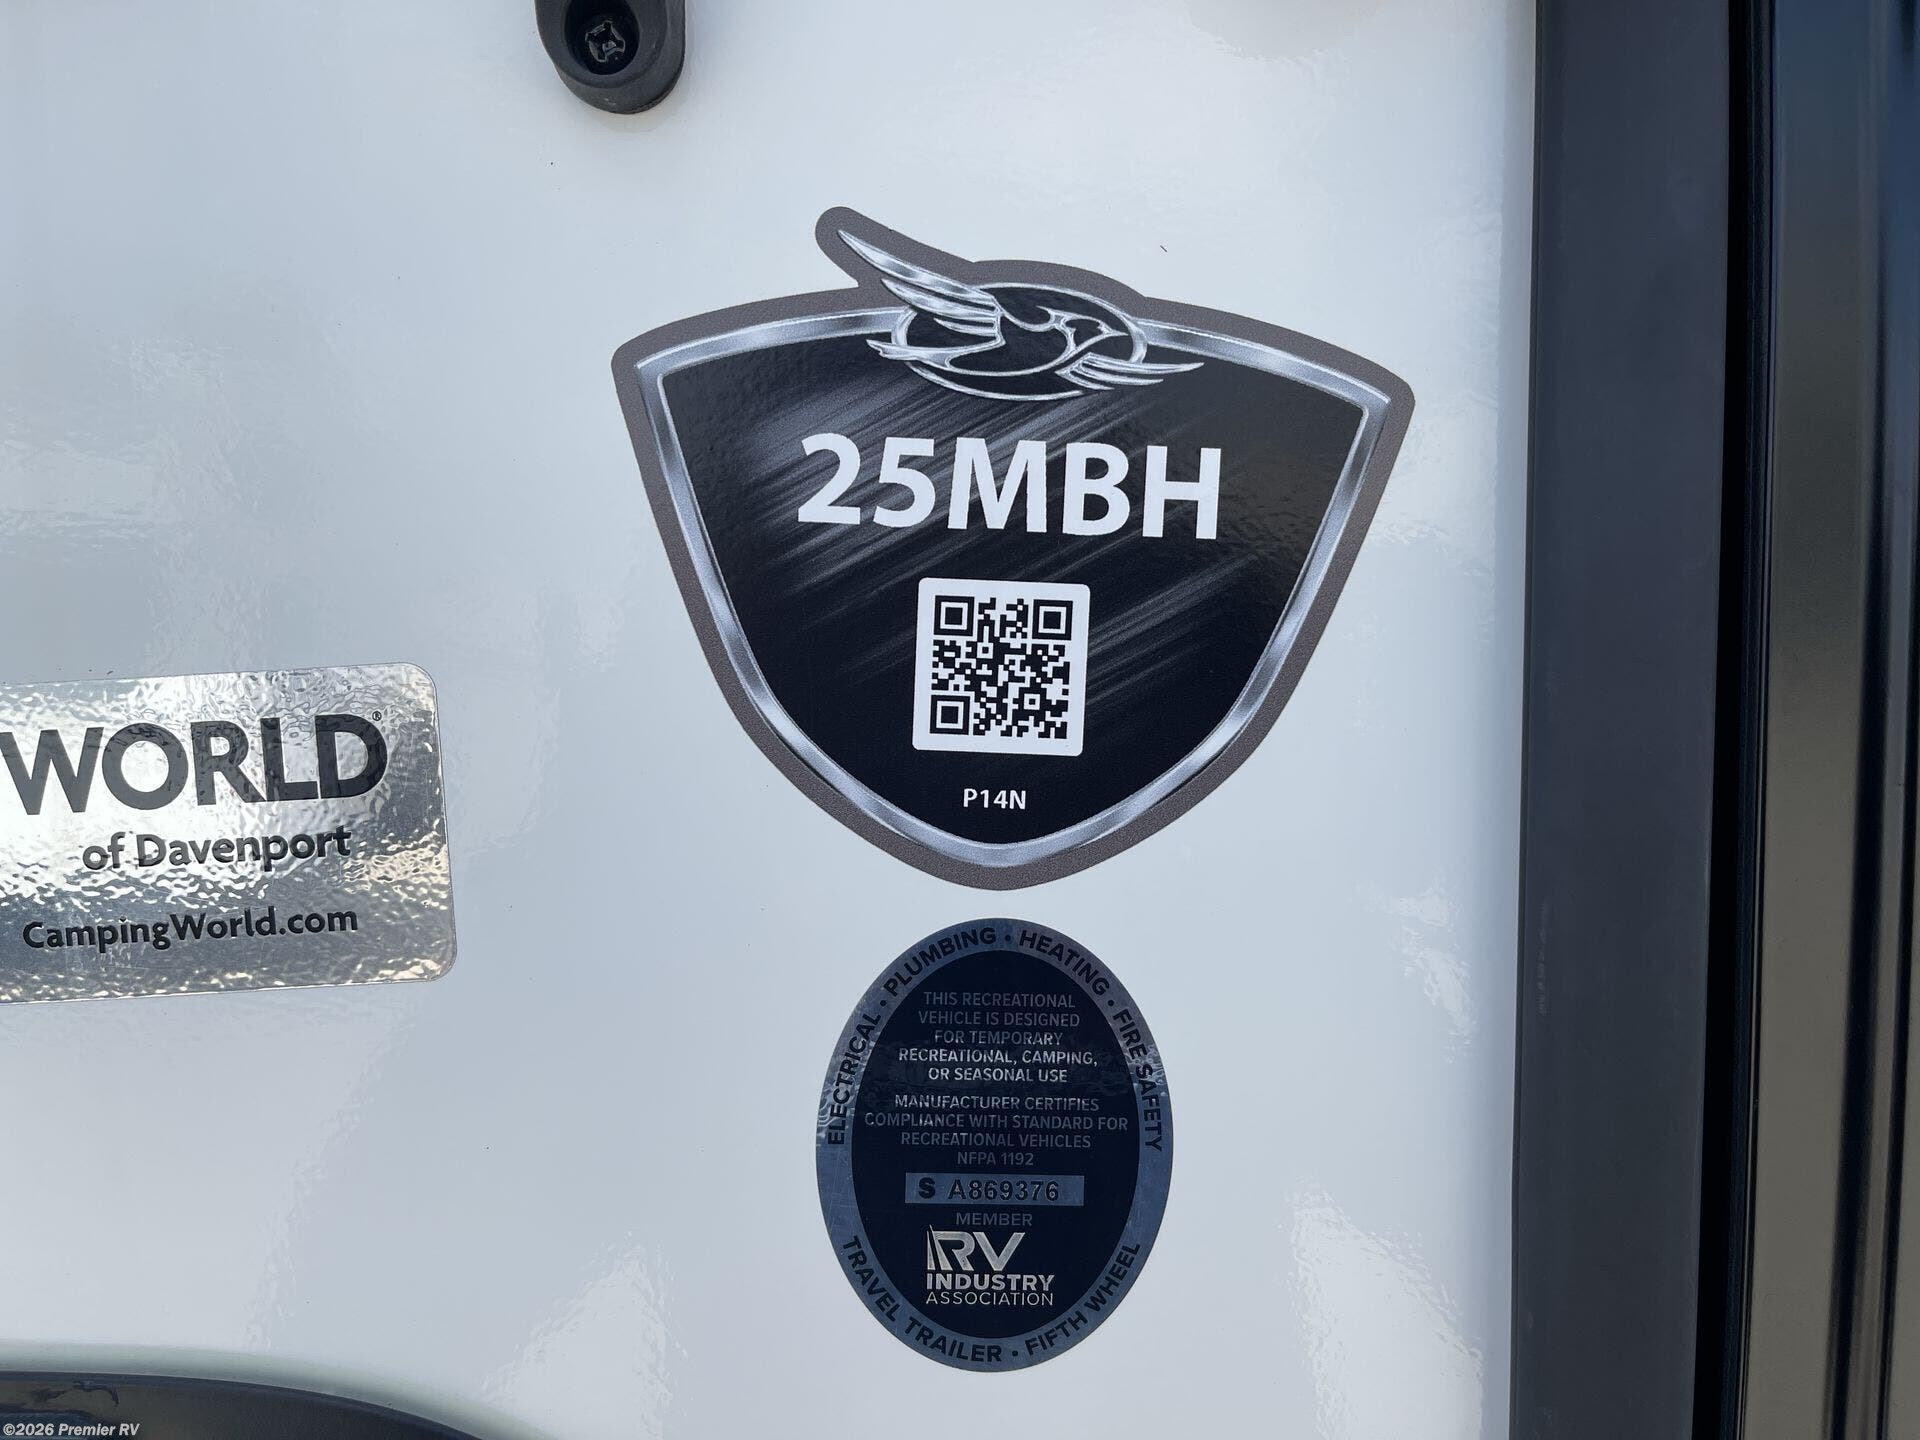 25MBH
P14N
WORLD®
of Davenport
CampingWorld.com
ELECTRICAL • PLUMBING • HEATING • FIRE SAFETY
THIS RECREATIONAL
VEHICLE IS DESIGNED
FOR TEMPORARY
RECREATIONAL, CAMPING,
OR SEASONAL USE
MANUFACTURER CERTIFIES
COMPLIANCE WITH STANDARD FOR
RECREATIONAL VEHICLES
NFPA 1192
S A869376
MEMBER
RV
INDUSTRY
ASSOCIATION
TRAVEL TRAILER • FIFTH WHEEL
©2026 Premier RV